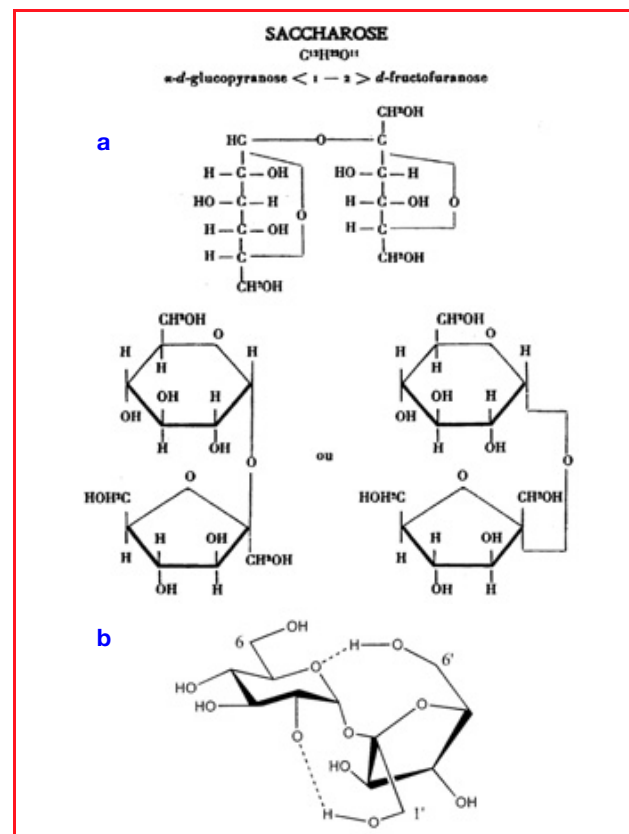 SACCHAROSE
C¹²H²²O¹¹
α-d-glucopyranose < 1 — 2 > d-fructofuranose
a
CH²OH
HC O C
H — C — OH HO — C — H
HO — C — H H — C — OH
O O
H — C — OH H — C
H — C CH²OH
CH²OH
CH²OH CH²OH
O O
H H H H
H H
OH H OH H
OH OH
H OH H OH
O ou O
O O
HOH²C HOH²C CH²OH
H OH H OH
H CH²OH H
OH H OH H
b
6 OH
H O 6'
O
HO O
HO O
O HO
H OH
HO 1'